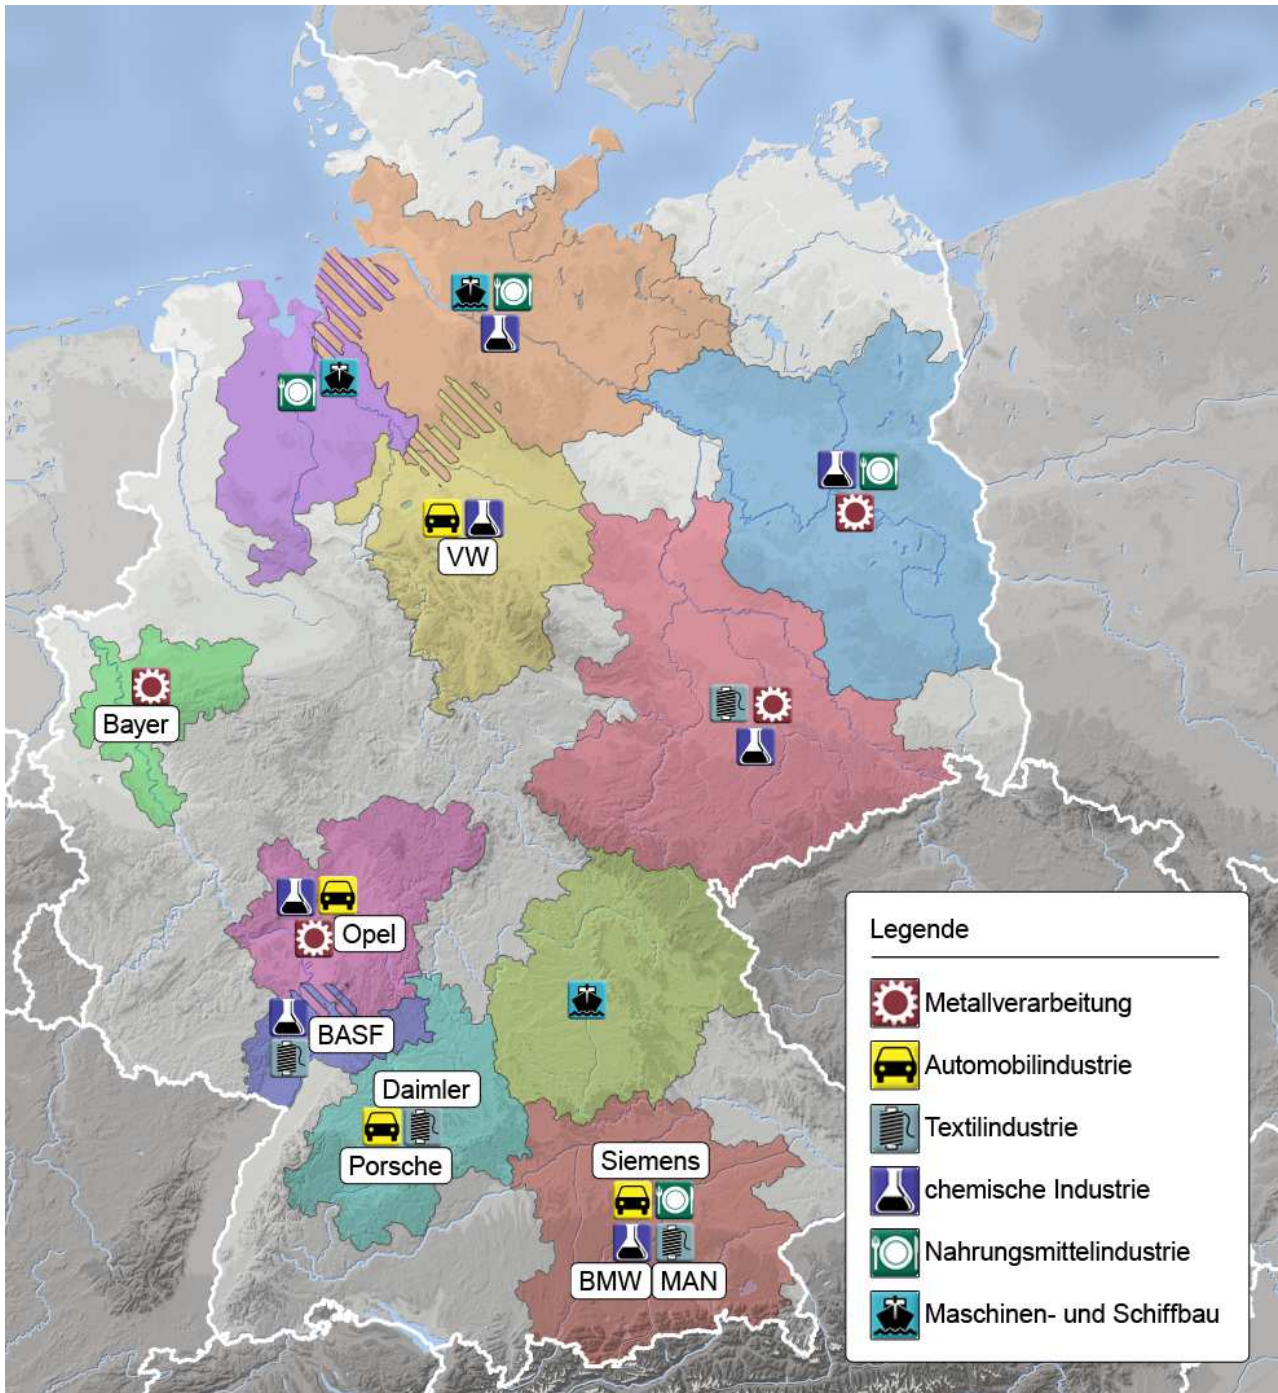 VW
Bayer
Opel
BASF
Daimler
Porsche
Siemens
BMW
MAN
Legende
Metallverarbeitung
Automobilindustrie
Textilindustrie
chemische Industrie
Nahrungsmittelindustrie
Maschinen- und Schiffbau